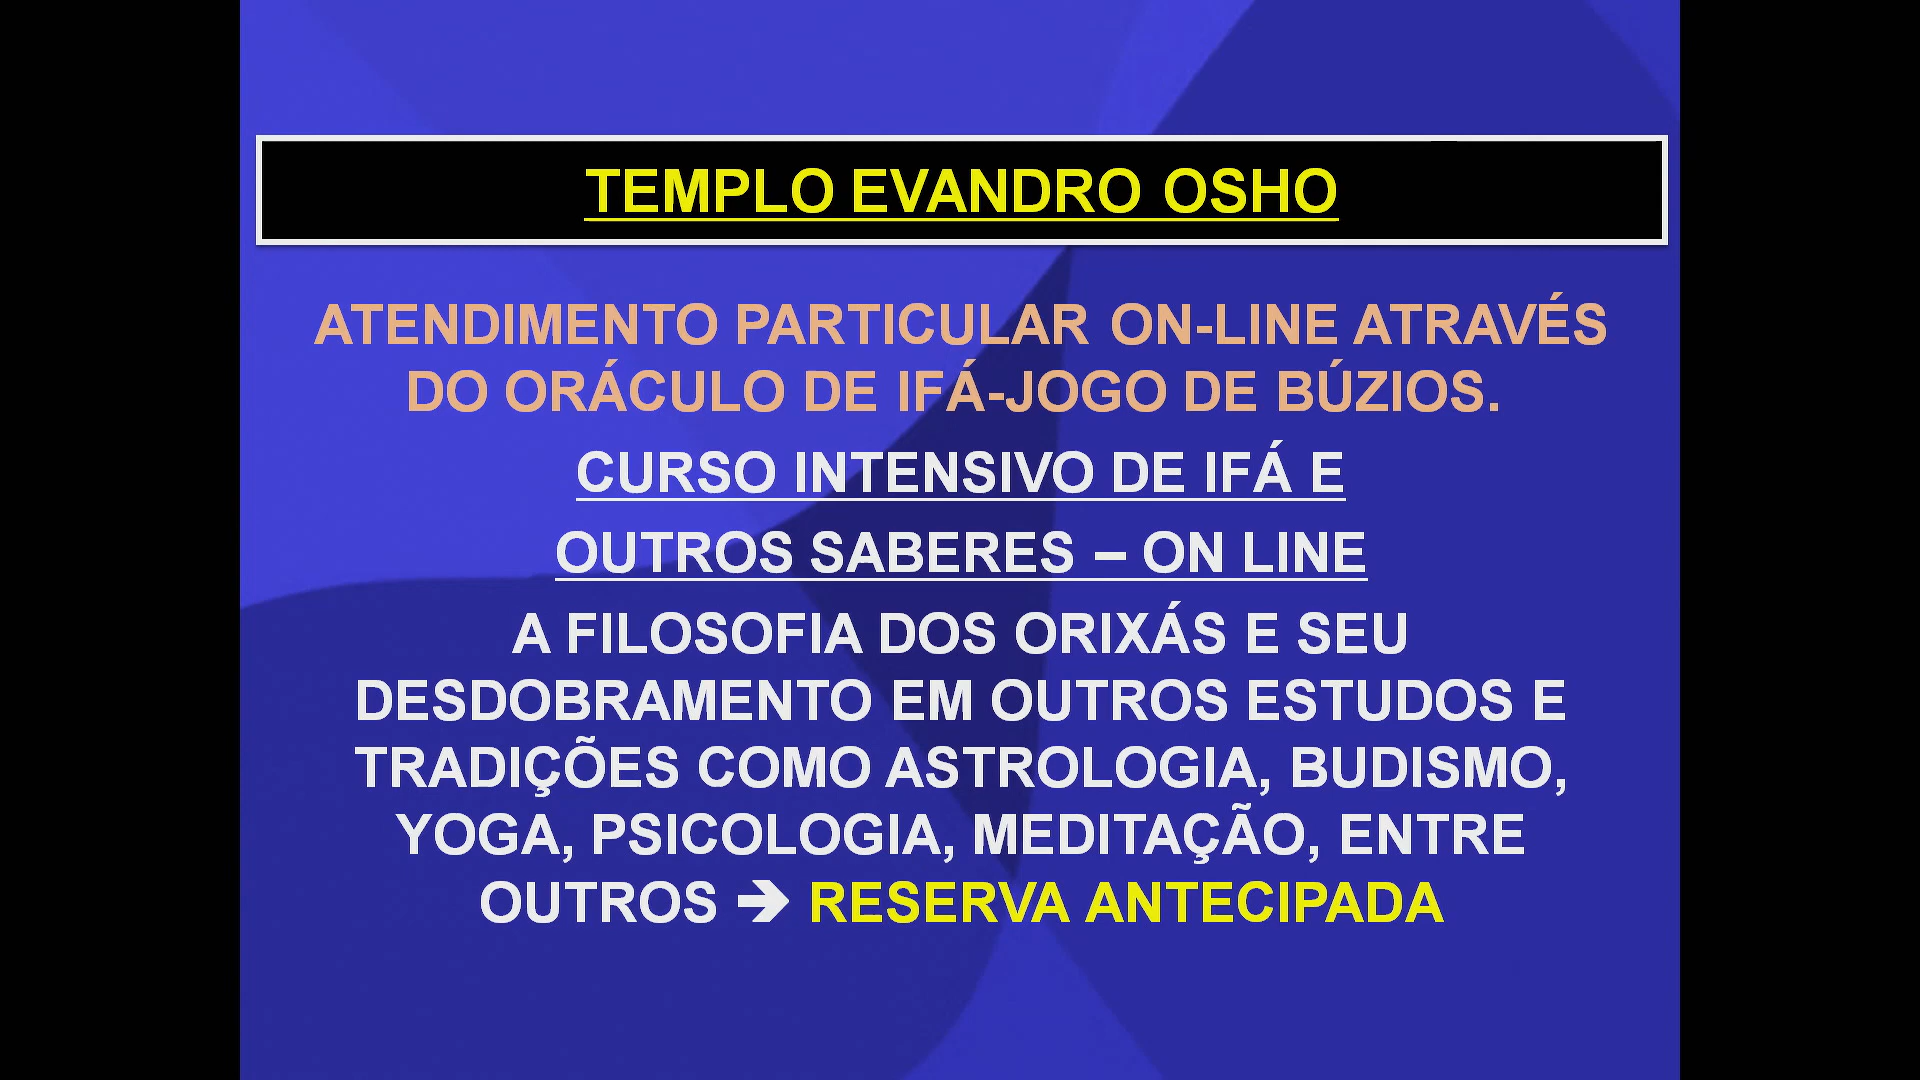 TEMPLO EVANDRO OSHO
ATENDIMENTO PARTICULAR ON-LINE ATRAVÉS
DO ORÁCULO DE IFÁ-JOGO DE BÚZIOS.
CURSO INTENSIVO DE IFÁ E
OUTROS SABERES – ON LINE
A FILOSOFIA DOS ORIXÁS E SEU
DESDOBRAMENTO EM OUTROS ESTUDOS E
TRADIÇÕES COMO ASTROLOGIA, BUDISMO,
YOGA, PSICOLOGIA, MEDITAÇÃO, ENTRE
OUTROS ➔ RESERVA ANTECIPADA